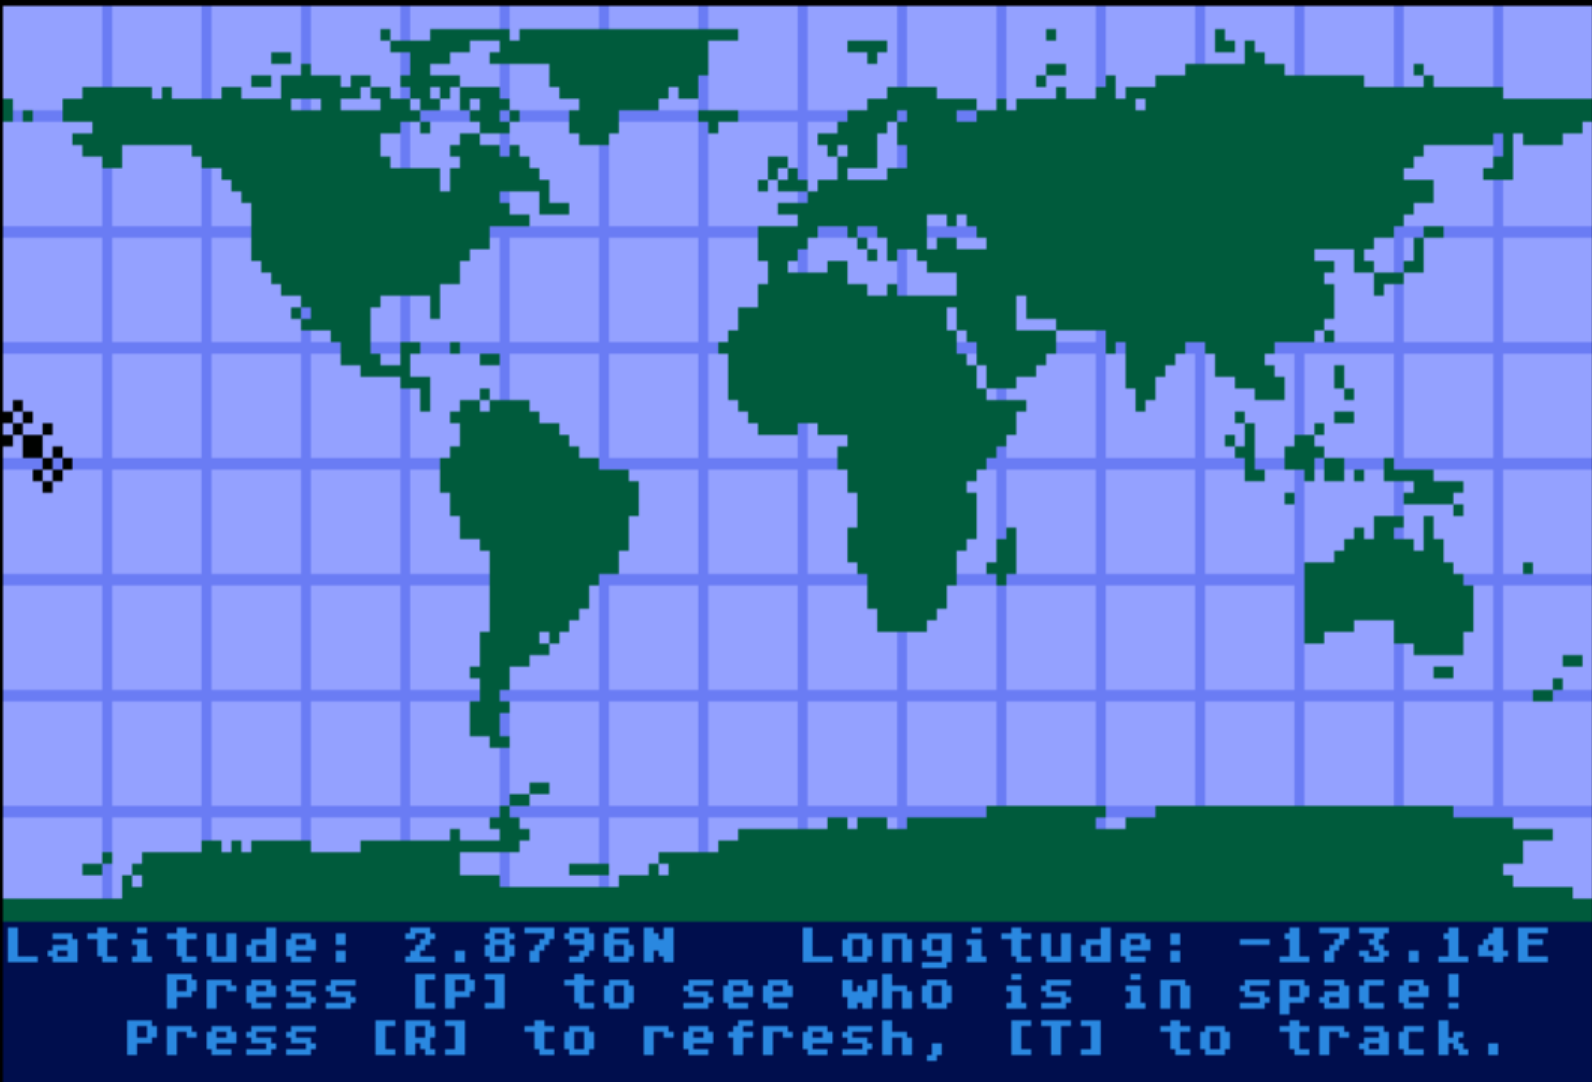 Latitude: 2.8796N Longitude: -173.14E
Press [P] to see who is in space!
Press [R] to refresh, [T] to track.